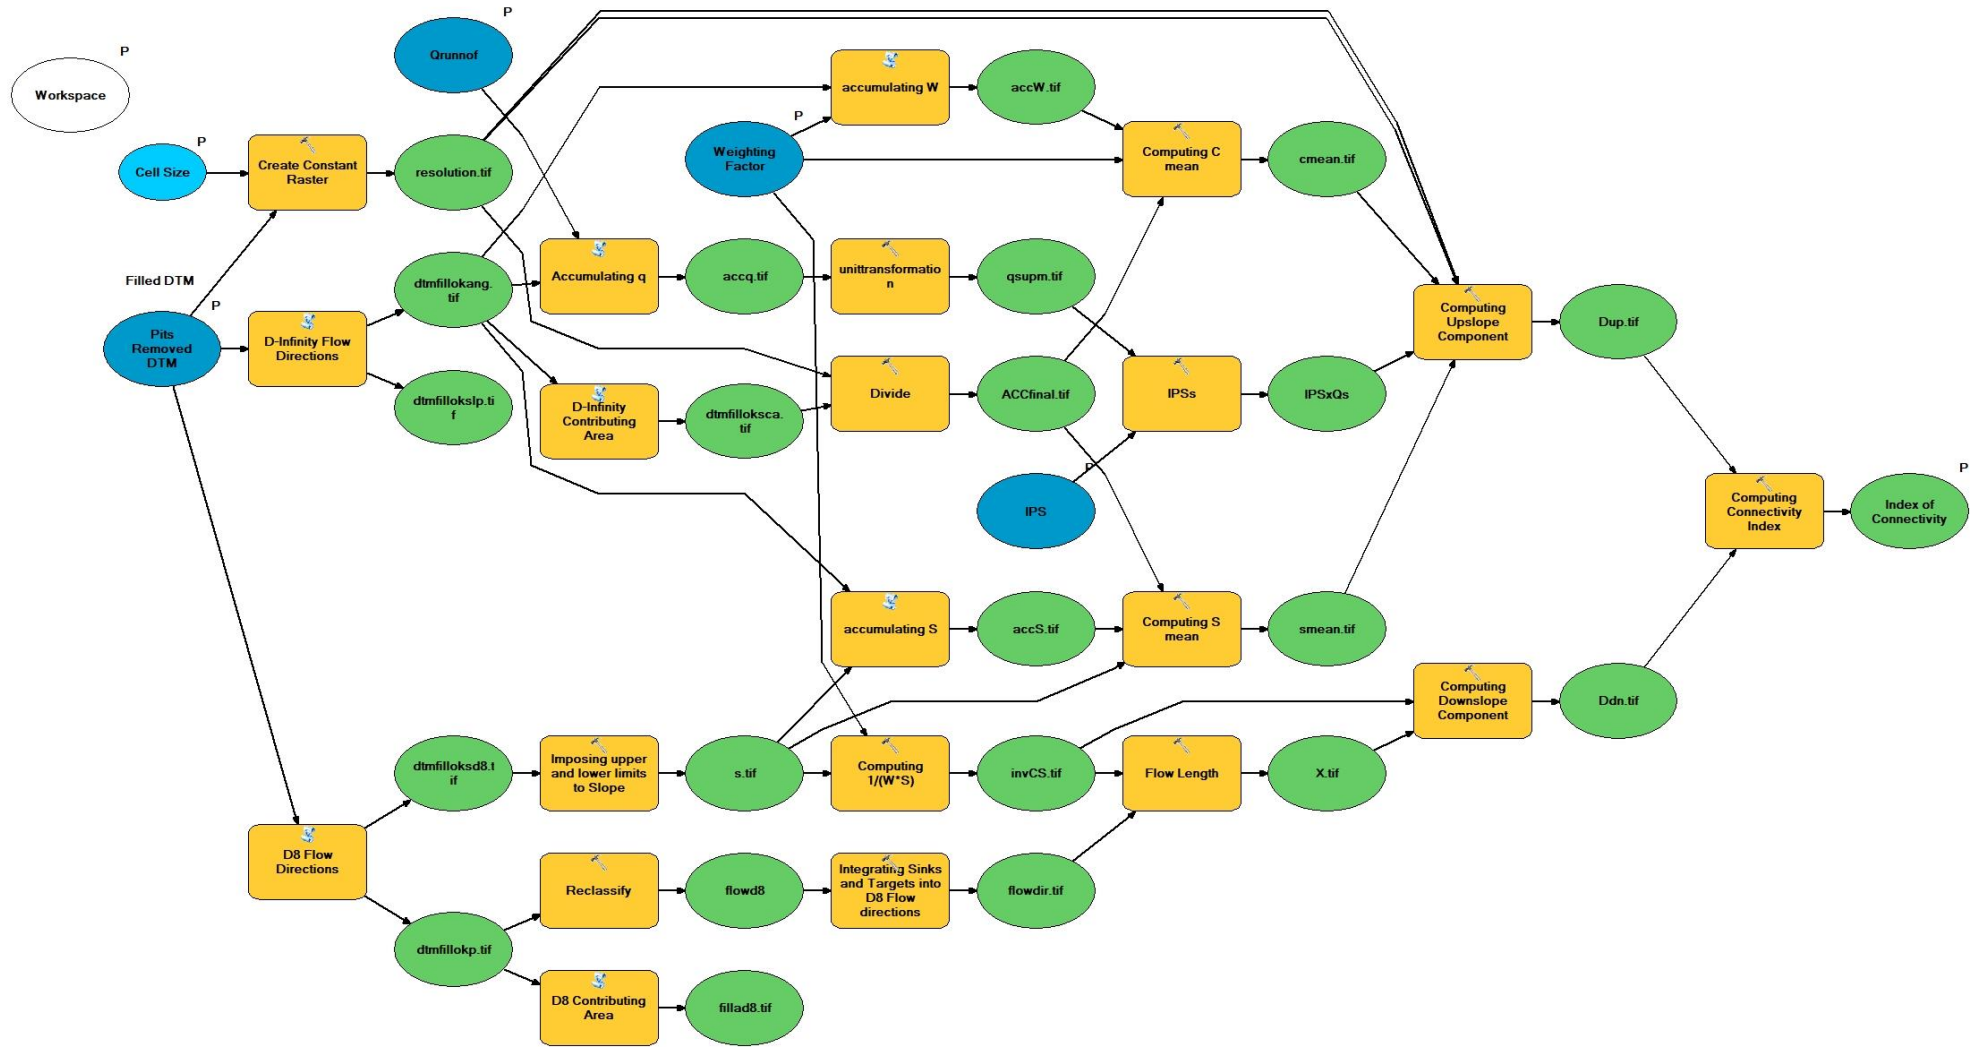 P
Qrunnof
P
Workspace
accumulating W
accW.tif
P
Cell Size
P
Create Constant
Raster
resolution.tif
Weighting
Factor
P
Computing C
mean
cmean.tif
Filled DTM
dtmfillokang.
tif
Accumulating q
accq.tif
unittransformatio
n
qsupm.tif
Computing
Upslope
Component
Dup.tif
Pits
Removed
DTM
P
D-Infinity Flow
Directions
dtmfillokslp.ti
f
D-Infinity
Contributing
Area
dtmfilloksca.
tif
Divide
ACCfinal.tif
IPSs
IPSxQs
P
IPS
Computing
Connectivity
Index
Index of
Connectivity
P
accumulating S
accS.tif
Computing S
mean
smean.tif
Computing
Downslope
Component
Ddn.tif
dtmfilloksd8.t
if
Imposing upper
and lower limits
to Slope
s.tif
Computing
1/(W*S)
invCS.tif
Flow Length
X.tif
D8 Flow
Directions
Reclassify
flowd8
Integrating Sinks
and Targets into
D8 Flow
directions
flowdir.tif
dtmfillokp.tif
D8 Contributing
Area
fillad8.tif